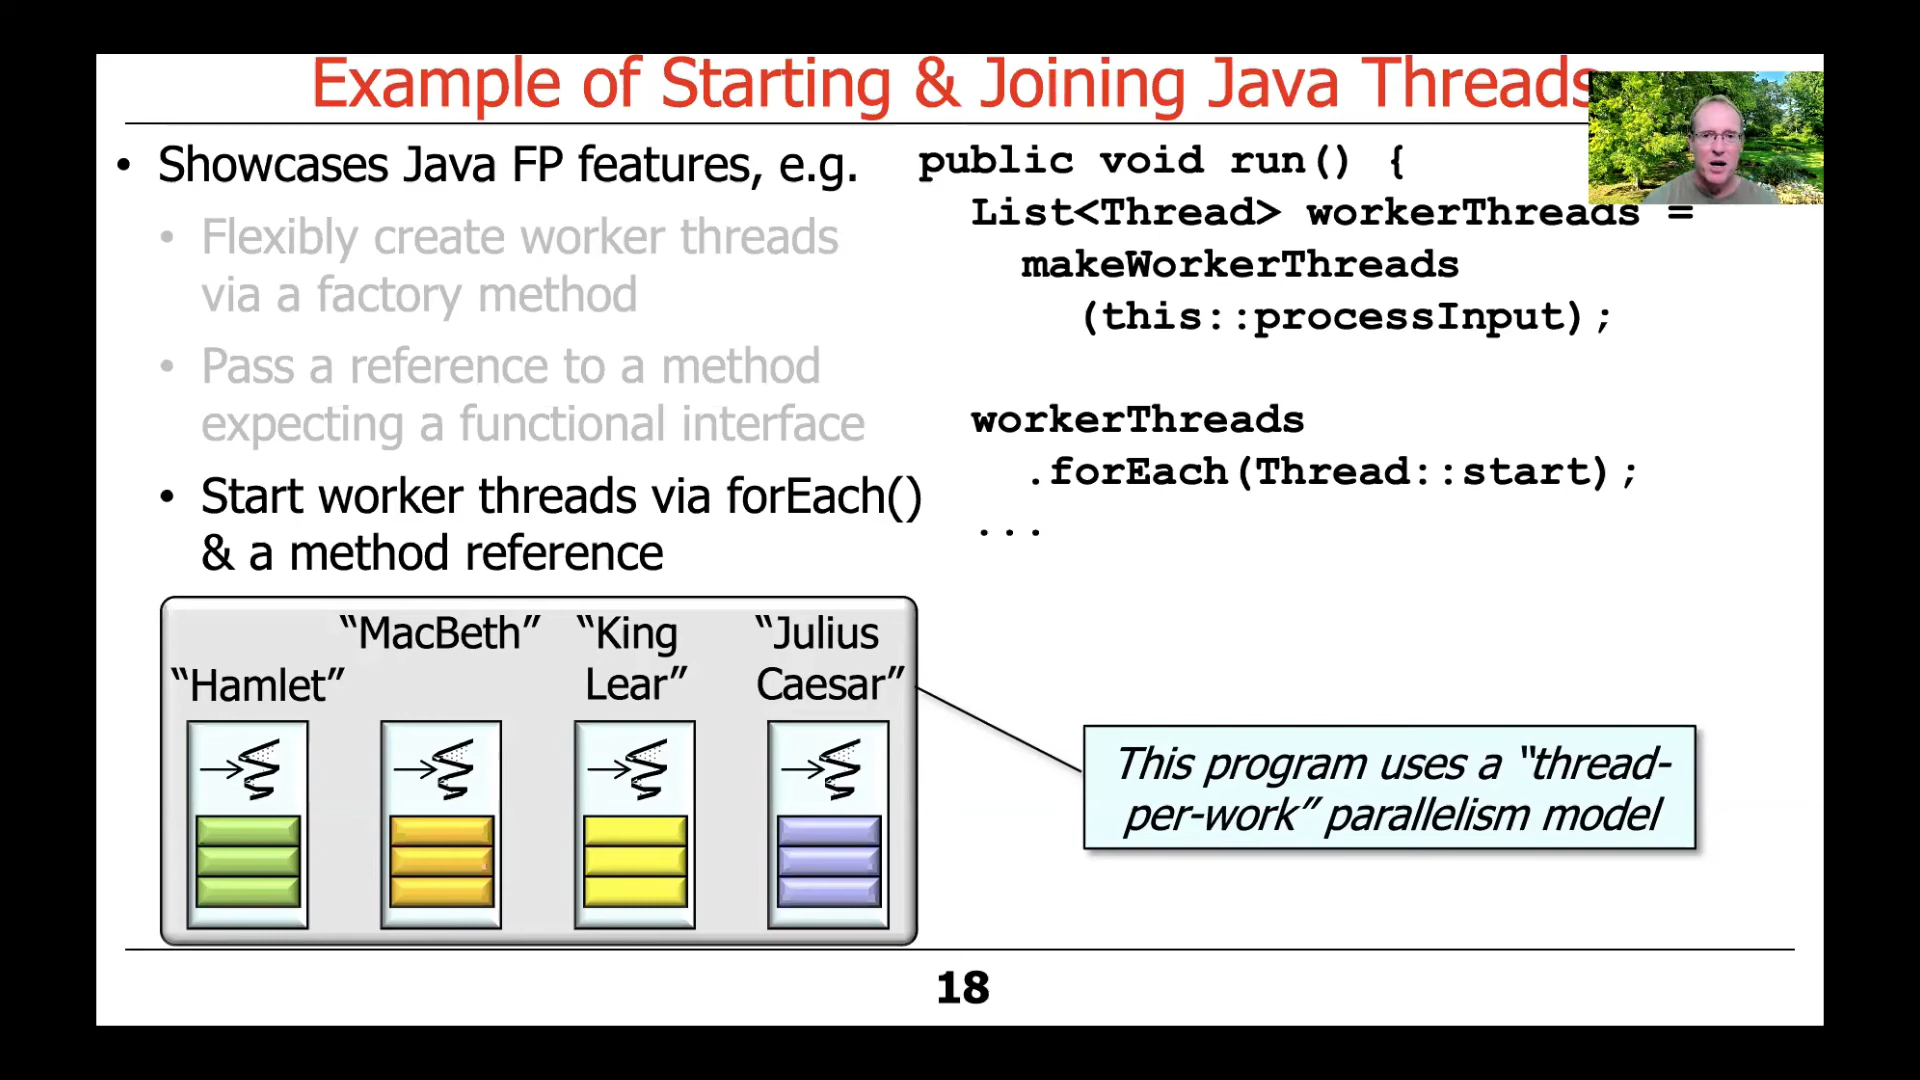 Example of Starting & Joining Java Threads
• Showcases Java FP features, e.g.
• Flexibly create worker threads
via a factory method
• Pass a reference to a method
expecting a functional interface
• Start worker threads via forEach()
& a method reference
public void run() {
List<Thread> workerThreads =
makeWorkerThreads
(this::processInput);
workerThreads
.forEach(Thread::start);
...
“Hamlet”
“MacBeth”
“King
Lear”
“Julius
Caesar”
This program uses a “thread-
per-work” parallelism model
18